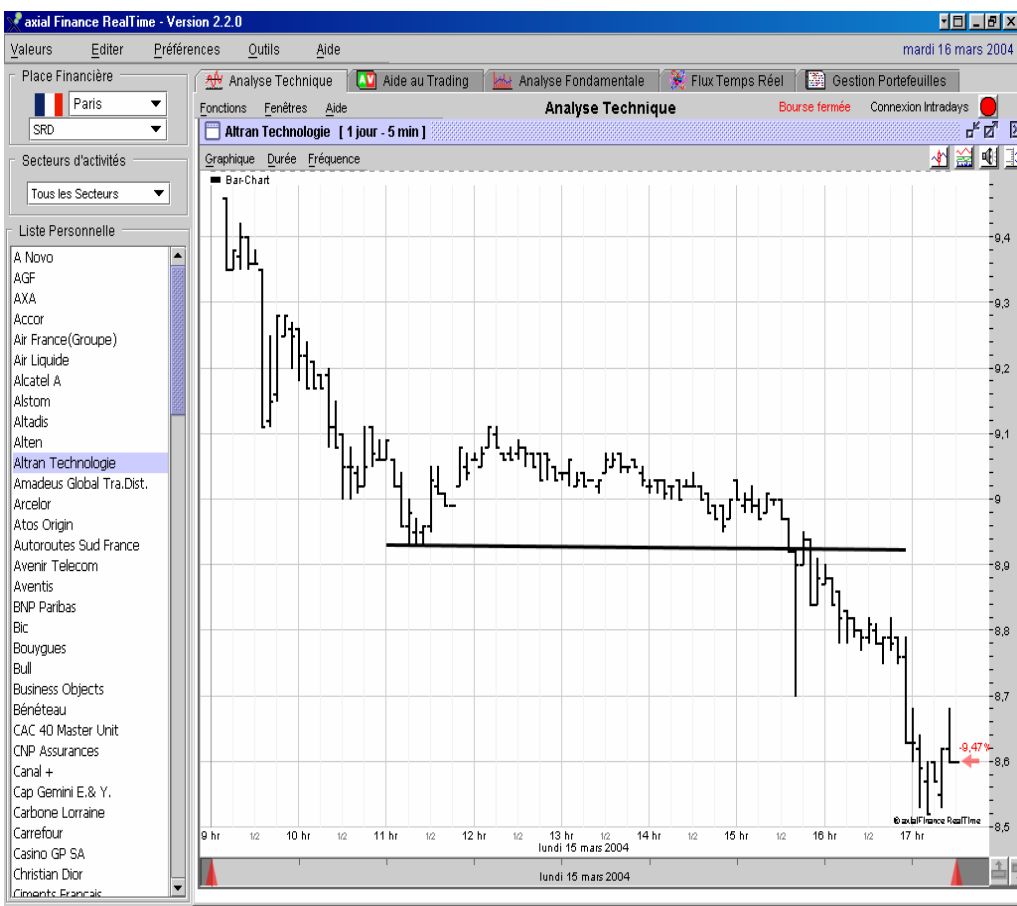 axial Finance RealTime - Version 2.2.0
Valeurs Editer Préférences Outils Aide mardi 16 mars 2004
Place Financière
Paris
SRD
Secteurs d'activités
Tous les Secteurs
Liste Personnelle
A Novo
AGF
AXA
Accor
Air France(Groupe)
Air Liquide
Alcatel A
Alstom
Altadis
Alten
Altran Technologie
Amadeus Global Tra.Dist.
Arcelor
Atos Origin
Autoroutes Sud France
Avenir Telecom
Aventis
BNP Paribas
Bic
Bouygues
Bull
Business Objects
Bénéteau
CAC 40 Master Unit
CNP Assurances
Canal +
Cap Gemini E.& Y.
Carbone Lorraine
Carrefour
Casino GP SA
Christian Dior
Ciments Francais
Analyse Technique Aide au Trading Analyse Fondamentale Flux Temps Réel Gestion Portefeuilles
Fonctions Fenêtres Aide Analyse Technique Bourse fermée Connexion Intradays
Altran Technologie [ 1 jour - 5 min ]
Graphique Durée Fréquence
Bar-Chart
9,4
9,3
9,2
9,1
9
8,9
8,8
8,7
-9,47%
8,6
© axialFinance RealTime
8,5
9 hr 1/2 10 hr 1/2 11 hr 1/2 12 hr 1/2 13 hr 1/2 14 hr 1/2 15 hr 1/2 16 hr 1/2 17 hr
lundi 15 mars 2004
lundi 15 mars 2004